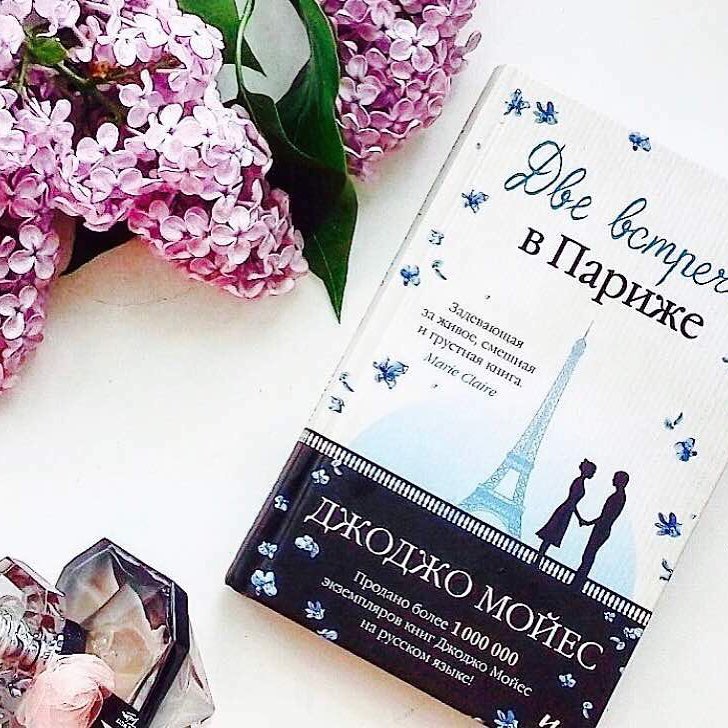 Две встреч
в Париже
Задевающая
за живое, смешная
и грустная книга.
Marie Claire
ДЖОДЖО МОЙЕС
Продано более 1 000 000
экземпляров книг Джоджо Мойес
на русском языке!